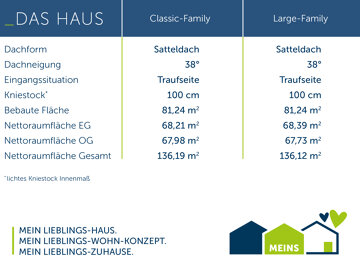 _DAS HAUS Classic-Family Large-Family
Dachform Satteldach Satteldach
Dachneigung 38° 38°
Eingangssituation Traufseite Traufseite
Kniestock* 100 cm 100 cm
Bebaute Fläche 81,24 m² 81,24 m²
Nettoraumfläche EG 68,21 m² 68,39 m²
Nettoraumfläche OG 67,98 m² 67,73 m²
Nettoraumfläche Gesamt 136,19 m² 136,12 m²
*lichtes Kniestock Innenmaß
MEIN LIEBLINGS-HAUS.
MEIN LIEBLINGS-WOHN-KONZEPT.
MEIN LIEBLINGS-ZUHAUSE.
MEINS